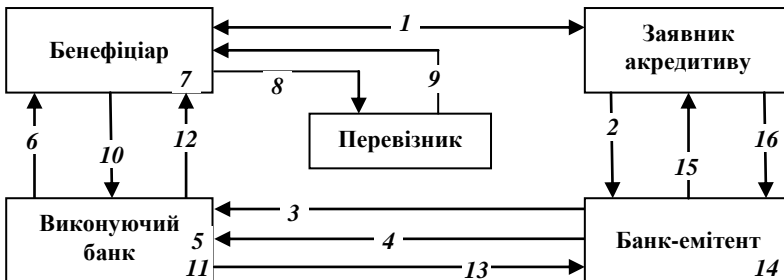 Бенефіціар
7
1
8
9
Заявник
акредитиву
Перевізник
6
10
12
2
15
16
Виконуючий
банк
5
11
3
4
13
Банк-емітент
14